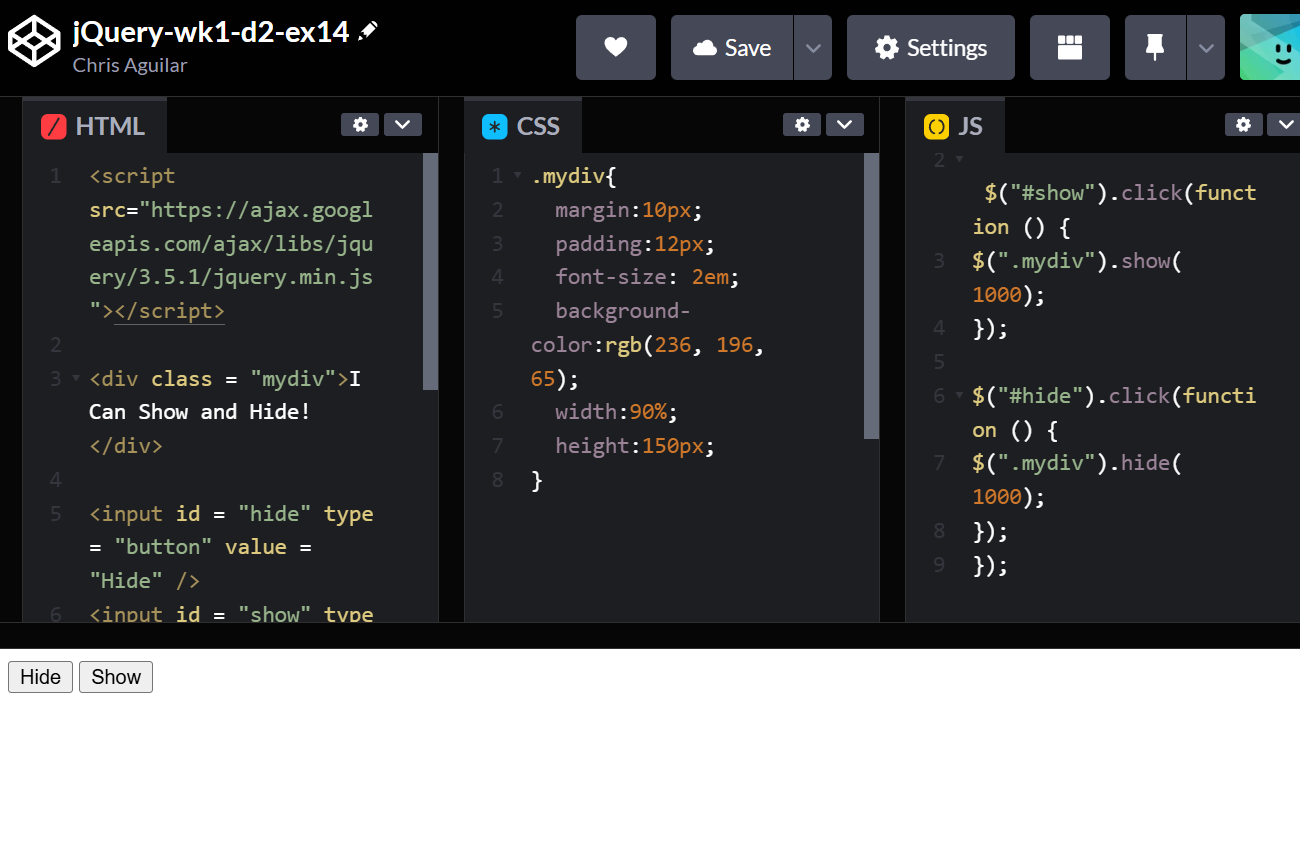 jQuery-wk1-d2-ex14
Chris Aguilar
Save
Settings
HTML
1 <script
src="https://ajax.googl
eapis.com/ajax/libs/jqu
ery/3.5.1/jquery.min.js
"></script>
2
3 <div class = "mydiv">I
Can Show and Hide!
</div>
4
5 <input id = "hide" type
= "button" value =
"Hide" />
6 <input id = "show" type
CSS
1 .mydiv{
2 margin:10px;
3 padding:12px;
4 font-size: 2em;
5 background-
color:rgb(236, 196,
65);
6 width:90%;
7 height:150px;
8 }
JS
2
$("#show").click(funct
ion () {
3 $(".mydiv").show(
1000);
4 });
5
6 $("#hide").click(functi
on () {
7 $(".mydiv").hide(
1000);
8 });
9 });
Hide Show